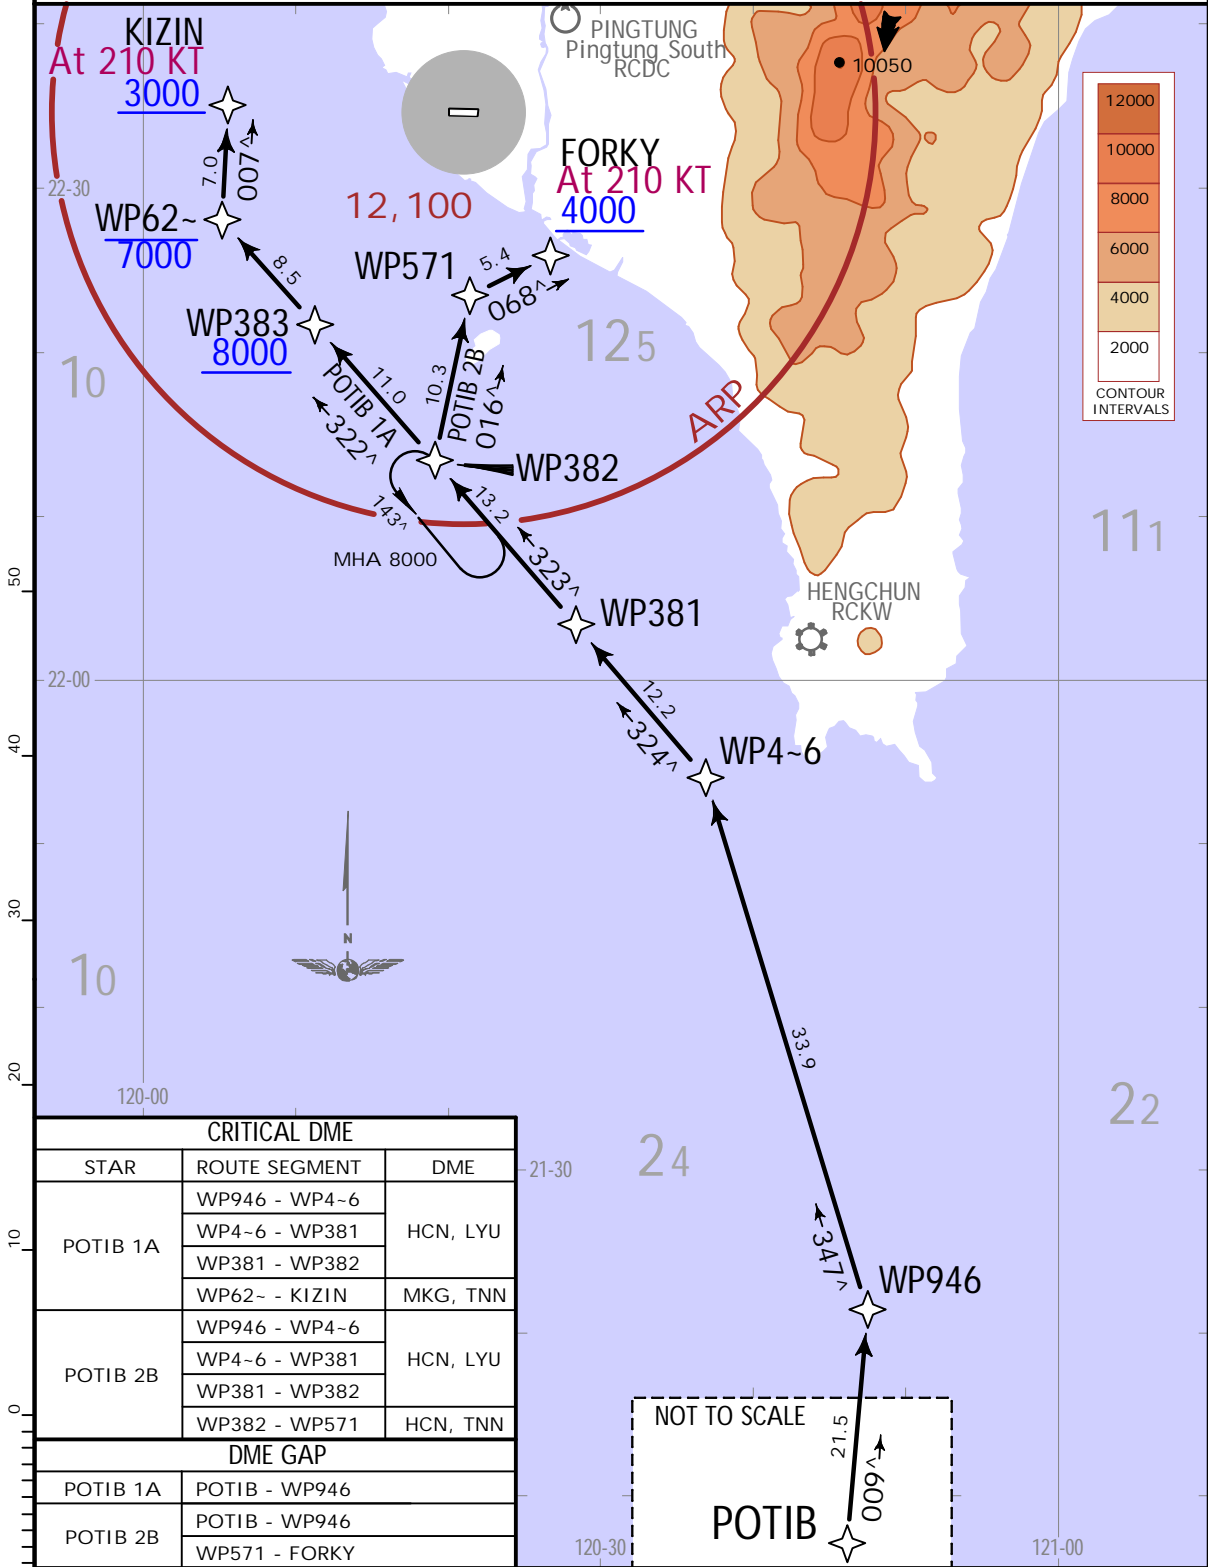 KIZIN
At 210 KT
3000
PINGTUNG
Pingtung South
RCDC
10050
12000
10000
8000
6000
4000
2000
CONTOUR
INTERVALS
7.0
007^
22-30
WP62~
7000
12,100
FORKY
At 210 KT
4000
8.5
WP571
5.4
068^
WP383
8000
125
10
11.0
POTIB 1A
322^
10.3
POTIB 2B
016^
ARP
WP382
143^
13.2
MHA 8000
323^
111
HENGCHUN
RCKW
50
WP381
22-00
12.2
324^
40
WP4~6
30
N
10
20
33.9
120-00
22
24
21-30
CRITICAL DME
STAR ROUTE SEGMENT DME
POTIB 1A
WP946 - WP4~6
WP4~6 - WP381
WP381 - WP382
HCN, LYU
WP62~ - KIZIN MKG, TNN
POTIB 2B
WP946 - WP4~6
WP4~6 - WP381
WP381 - WP382
HCN, LYU
WP382 - WP571 HCN, TNN
DME GAP
POTIB 1A POTIB - WP946
POTIB 2B
POTIB - WP946
WP571 - FORKY
10
0
347^
WP946
NOT TO SCALE
21.5
009^
POTIB
120-30
121-00